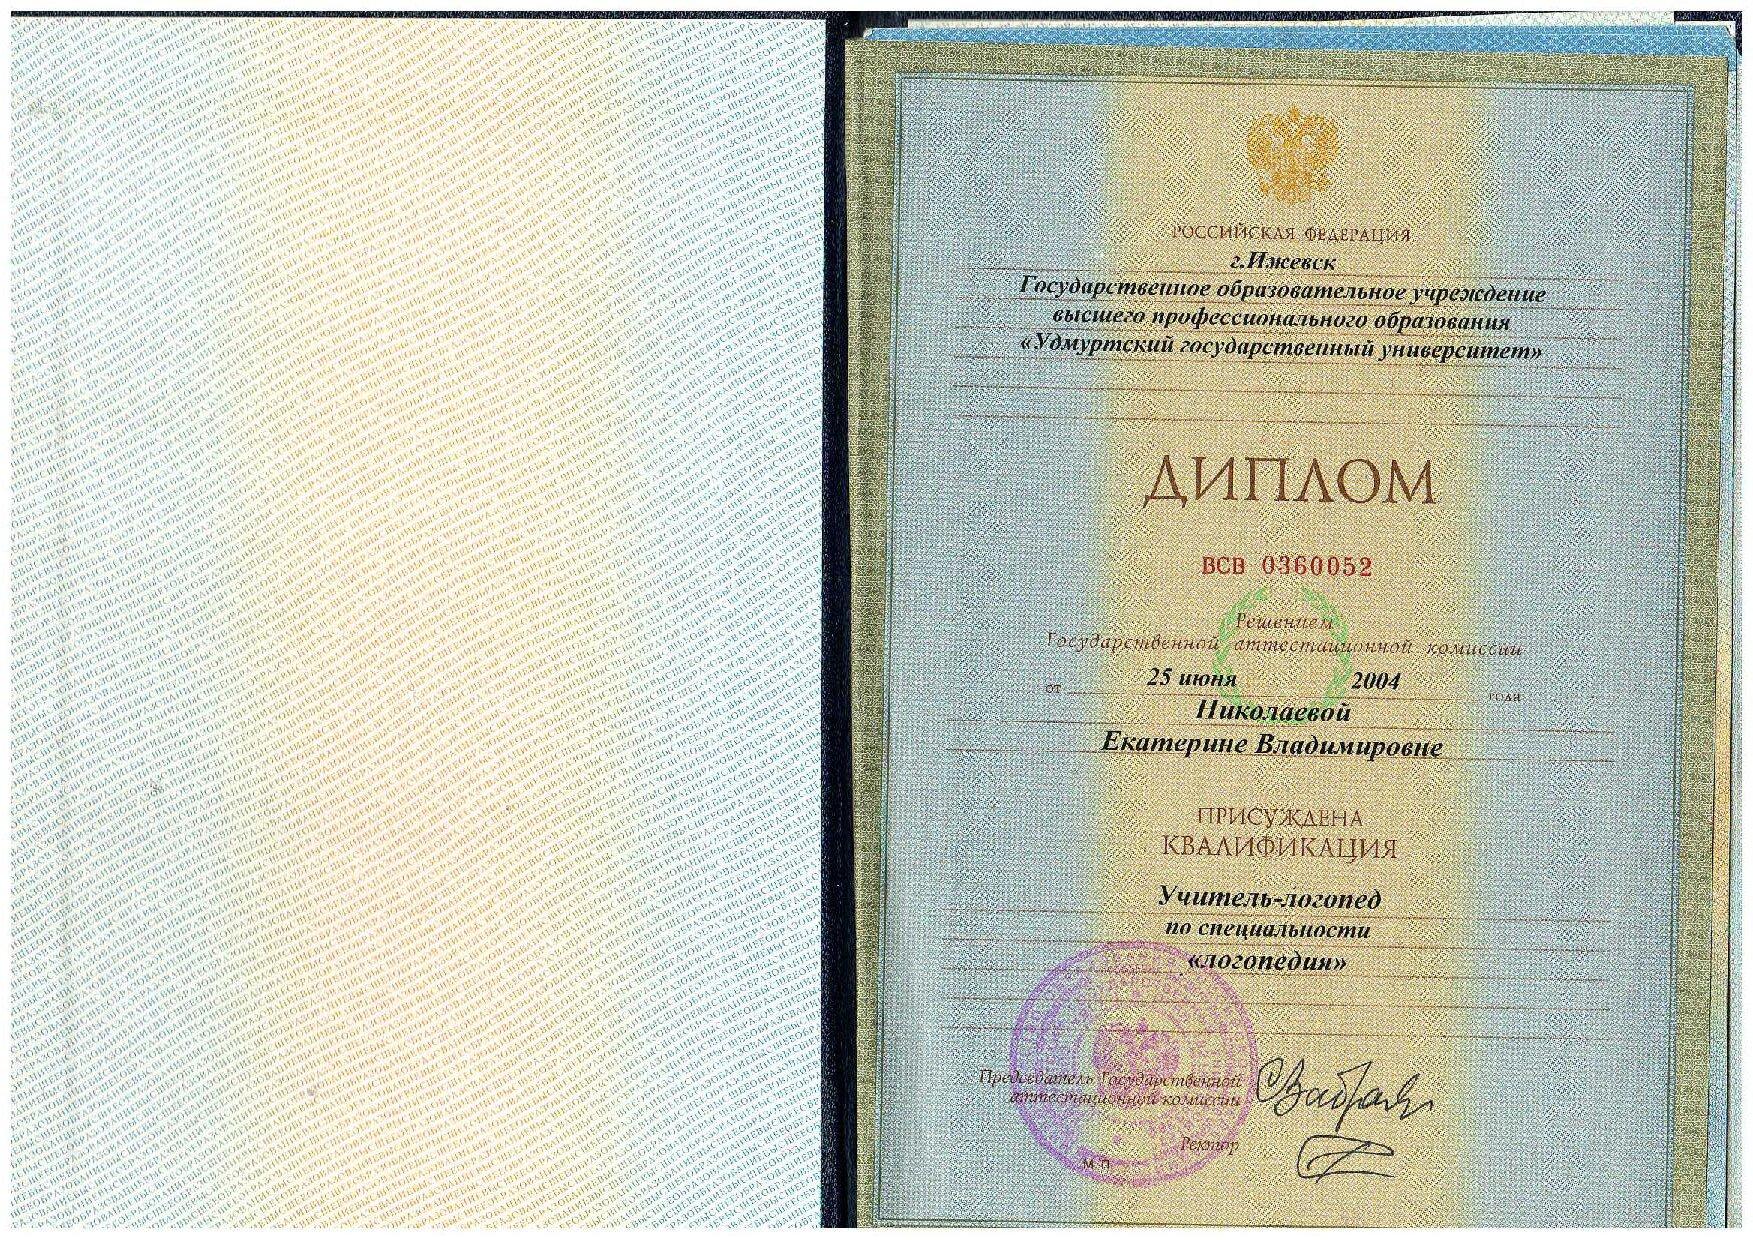 РОССИЙСКАЯ ФЕДЕРАЦИЯ
г.Ижевск
Государственное образовательное учреждение
высшего профессионального образования
«Удмуртский государственный университет»
ДИПЛОМ
ВСВ 0360052
Решением
Государственной аттестационной комиссии
от 25 июня 2004 года
Николаевой
Екатерине Владимировне
ПРИСУЖДЕНА
КВАЛИФИКАЦИЯ
Учитель-логопед
по специальности
«логопедия»
Председатель Государственной
аттестационной комиссии
Ректор
М.П.